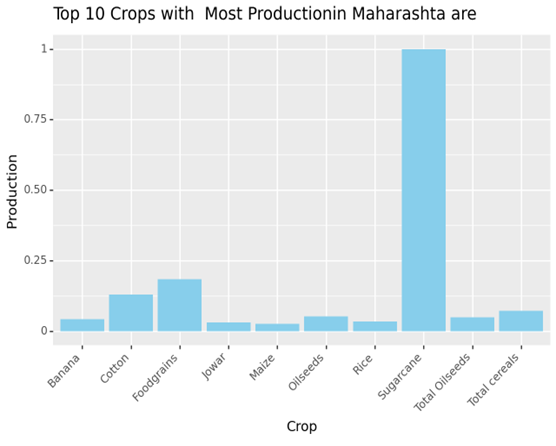 Top 10 Crops with  Most Productionin Maharashta are
1
0.75
0.50
0.25
0
Production
Banana
Cotton
Foodgrains
Jowar
Maize
Oilseeds
Rice
Sugarcane
Total Oilseeds
Total cereals
Crop